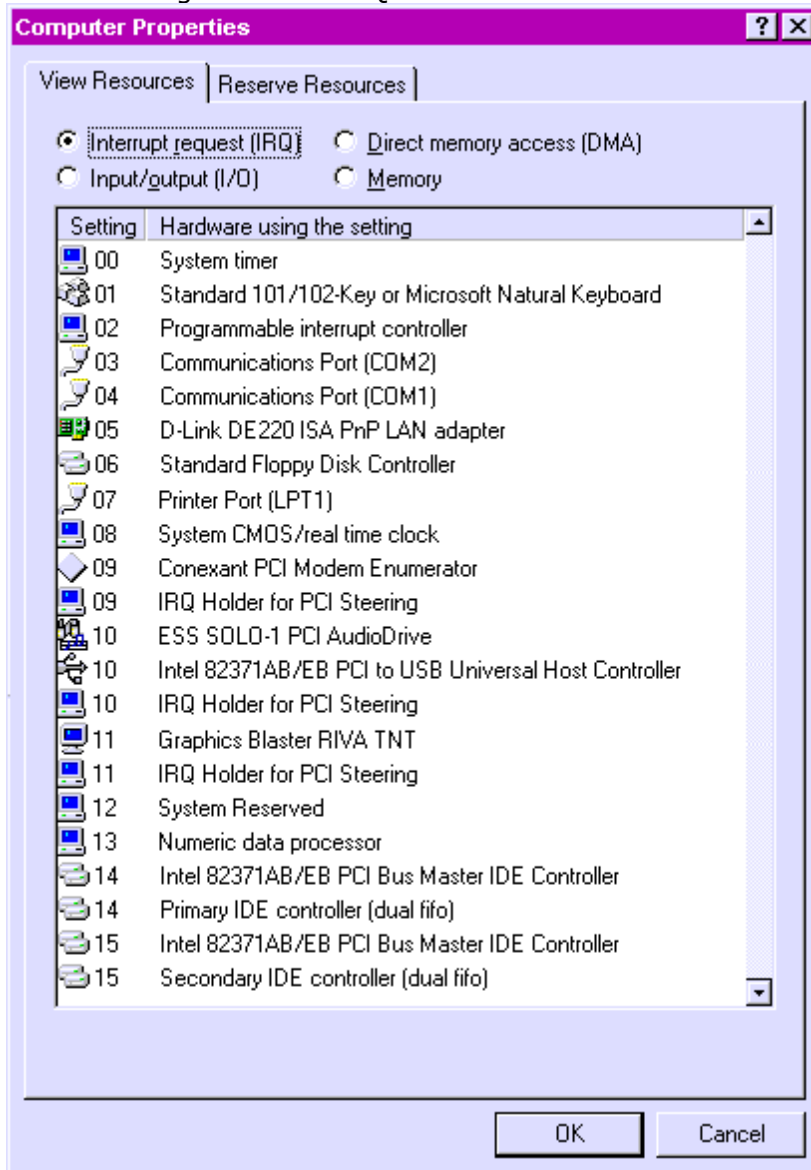 Computer Properties
View Resources Reserve Resources
Interrupt request (IRQ) Direct memory access (DMA)
Input/output (I/O) Memory
Setting Hardware using the setting
00 System timer
01 Standard 101/102-Key or Microsoft Natural Keyboard
02 Programmable interrupt controller
03 Communications Port (COM2)
04 Communications Port (COM1)
05 D-Link DE220 ISA PnP LAN adapter
06 Standard Floppy Disk Controller
07 Printer Port (LPT1)
08 System CMOS/real time clock
09 Conexant PCI Modem Enumerator
09 IRQ Holder for PCI Steering
10 ESS SOLO-1 PCI AudioDrive
10 Intel 82371AB/EB PCI to USB Universal Host Controller
10 IRQ Holder for PCI Steering
11 Graphics Blaster RIVA TNT
11 IRQ Holder for PCI Steering
12 System Reserved
13 Numeric data processor
14 Intel 82371AB/EB PCI Bus Master IDE Controller
14 Primary IDE controller (dual fifo)
15 Intel 82371AB/EB PCI Bus Master IDE Controller
15 Secondary IDE controller (dual fifo)
OK Cancel